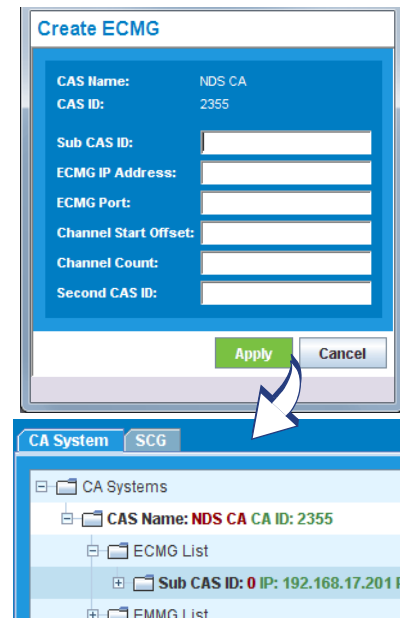 Create ECMG
CAS Name: NDS CA
CAS ID: 2355
Sub CAS ID:
ECMG IP Address:
ECMG Port:
Channel Start Offset:
Channel Count:
Second CAS ID:
Apply Cancel
CA System SCG
CA Systems
CAS Name: NDS CA CA ID: 2355
ECMG List
Sub CAS ID: 0 IP: 192.168.17.201 P
EMMG List